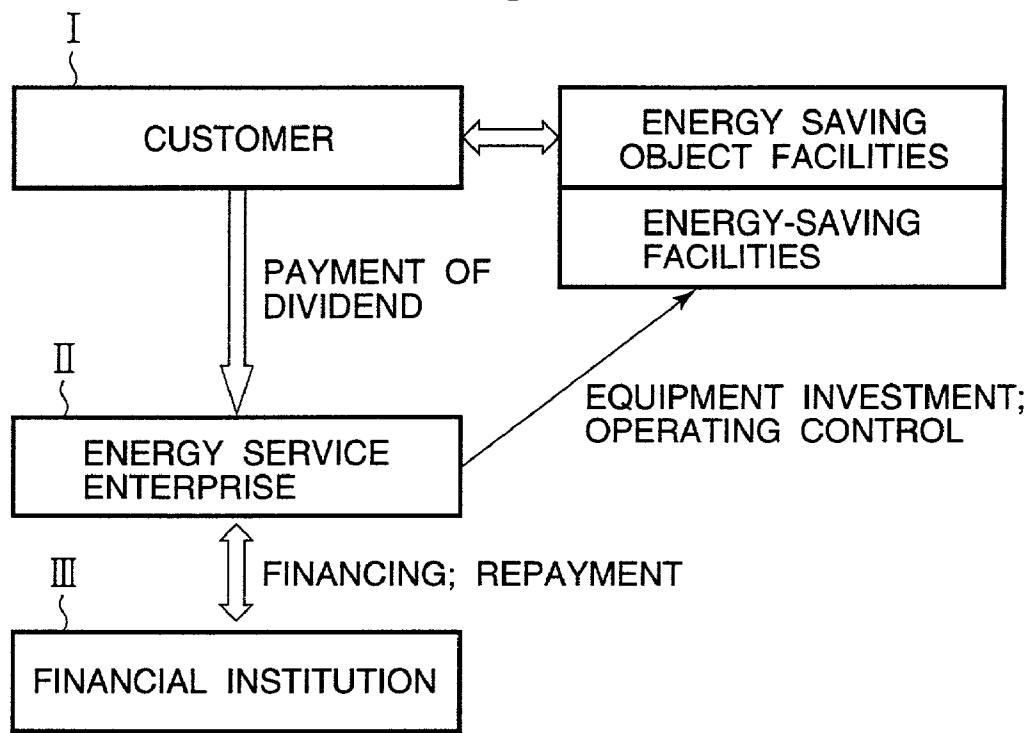 I
CUSTOMER
ENERGY SAVING
OBJECT FACILITIES
ENERGY-SAVING
FACILITIES
PAYMENT OF
DIVIDEND
II
ENERGY SERVICE
ENTERPRISE
EQUIPMENT INVESTMENT;
OPERATING CONTROL
FINANCING; REPAYMENT
III
FINANCIAL INSTITUTION